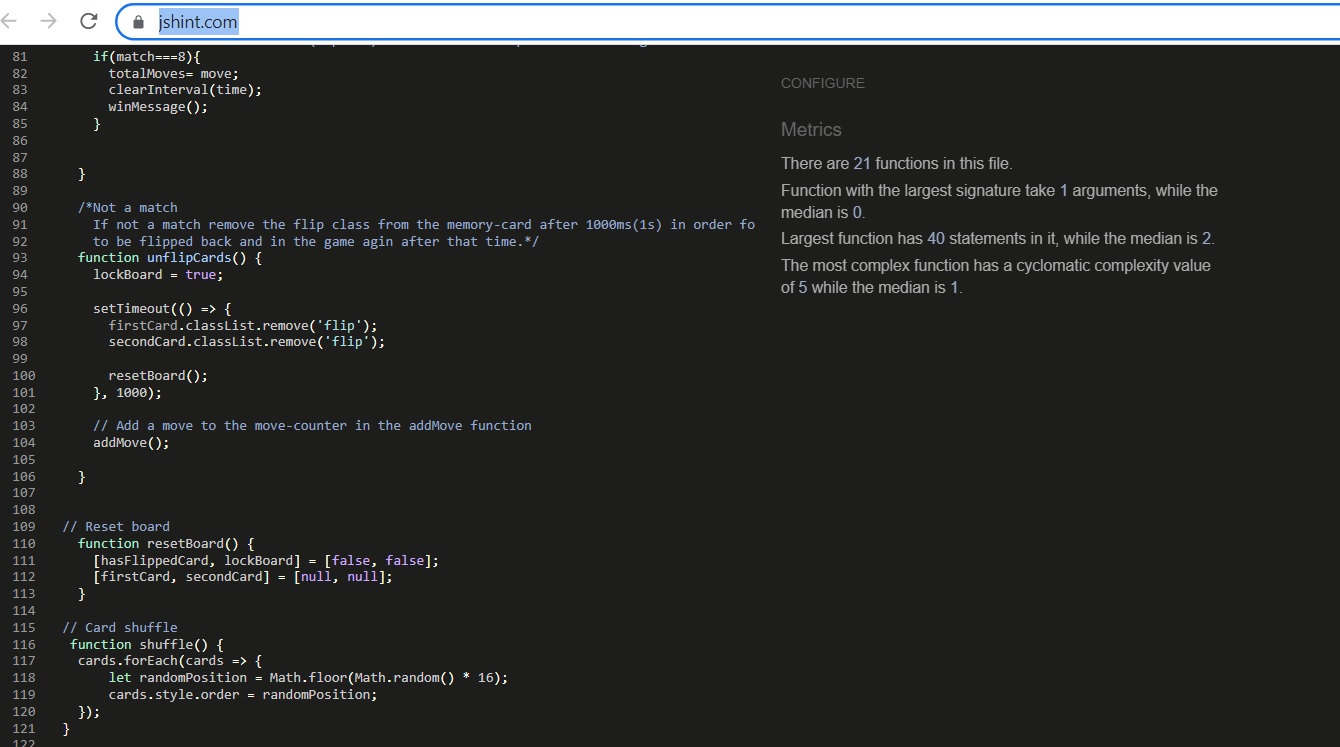 jshint.com
81 if(match===8){
82 totalMoves= move;
83 clearInterval(time);
84 winMessage();
85 }
86
87
88 }
89
90 /*Not a match
91 If not a match remove the flip class from the memory-card after 1000ms(1s) in order fo
92 to be flipped back and in the game agin after that time.*/
93 function unflipCards() {
94 lockBoard = true;
95
96 setTimeout(() => {
97 firstCard.classList.remove('flip');
98 secondCard.classList.remove('flip');
99
100 resetBoard();
101 }, 1000);
102
103 // Add a move to the move-counter in the addMove function
104 addMove();
105
106 }
107
108
109 // Reset board
110 function resetBoard() {
111 [hasFlippedCard, lockBoard] = [false, false];
112 [firstCard, secondCard] = [null, null];
113 }
114
115 // Card shuffle
116 function shuffle() {
117 cards.forEach(cards => {
118 let randomPosition = Math.floor(Math.random() * 16);
119 cards.style.order = randomPosition;
120 });
121 }
122
CONFIGURE
Metrics
There are 21 functions in this file.
Function with the largest signature take 1 arguments, while the
median is 0.
Largest function has 40 statements in it, while the median is 2.
The most complex function has a cyclomatic complexity value
of 5 while the median is 1.